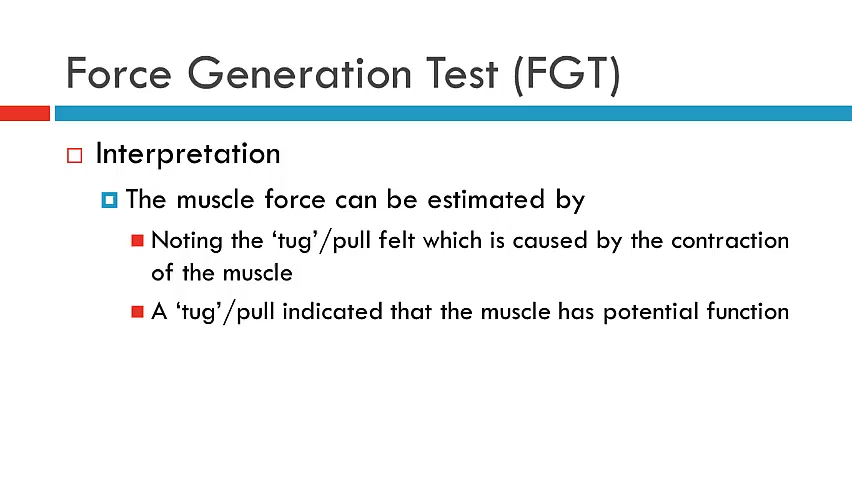 Force Generation Test (FGT)
Interpretation
The muscle force can be estimated by
Noting the ‘tug’/pull felt which is caused by the contraction
of the muscle
A ‘tug’/pull indicated that the muscle has potential function